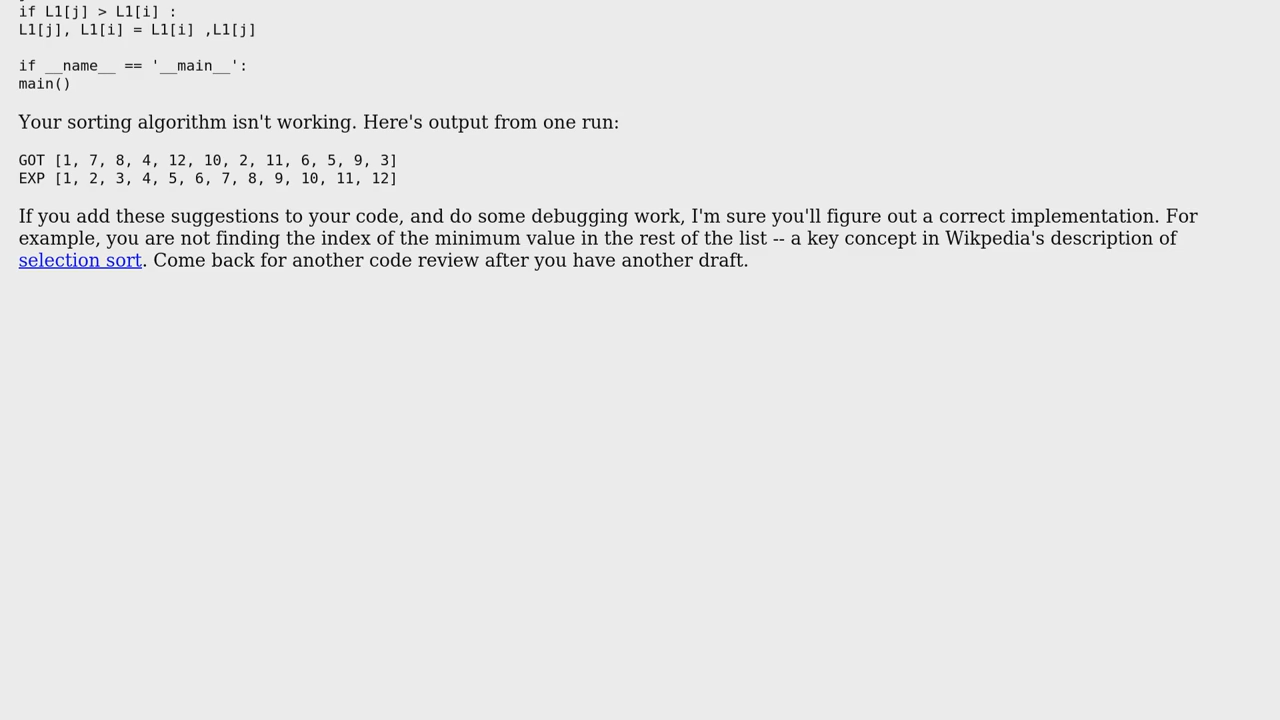 if L1[j] > L1[i] :
L1[j], L1[i] = L1[i] ,L1[j]
if __name__ == '__main__':
main()
Your sorting algorithm isn't working. Here's output from one run:
GOT [1, 7, 8, 4, 12, 10, 2, 11, 6, 5, 9, 3]
EXP [1, 2, 3, 4, 5, 6, 7, 8, 9, 10, 11, 12]
If you add these suggestions to your code, and do some debugging work, I'm sure you'll figure out a correct implementation. For
example, you are not finding the index of the minimum value in the rest of the list -- a key concept in Wikpedia's description of
selection sort. Come back for another code review after you have another draft.